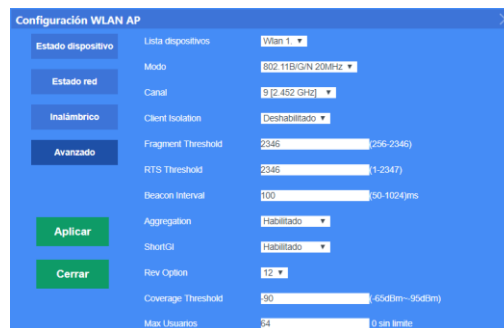 Configuración WLAN AP
Estado dispositivo
Estado red
Inalámbrico
Avanzado
Aplicar
Cerrar
Lista dispositivos Wlan 1.
Modo 802.11B/G/N 20MHz
Canal 9 [2.452 GHz]
Client Isolation Deshabilitado
Fragment Threshold 2346 (256-2346)
RTS Threshold 2346 (1-2347)
Beacon Interval 100 (50-1024)ms
Aggregation Habilitado
ShortGI Habilitado
Rev Option 12
Coverage Threshold -90 (-65dBm~-95dBm)
Max Usuarios 64 0 sin limite